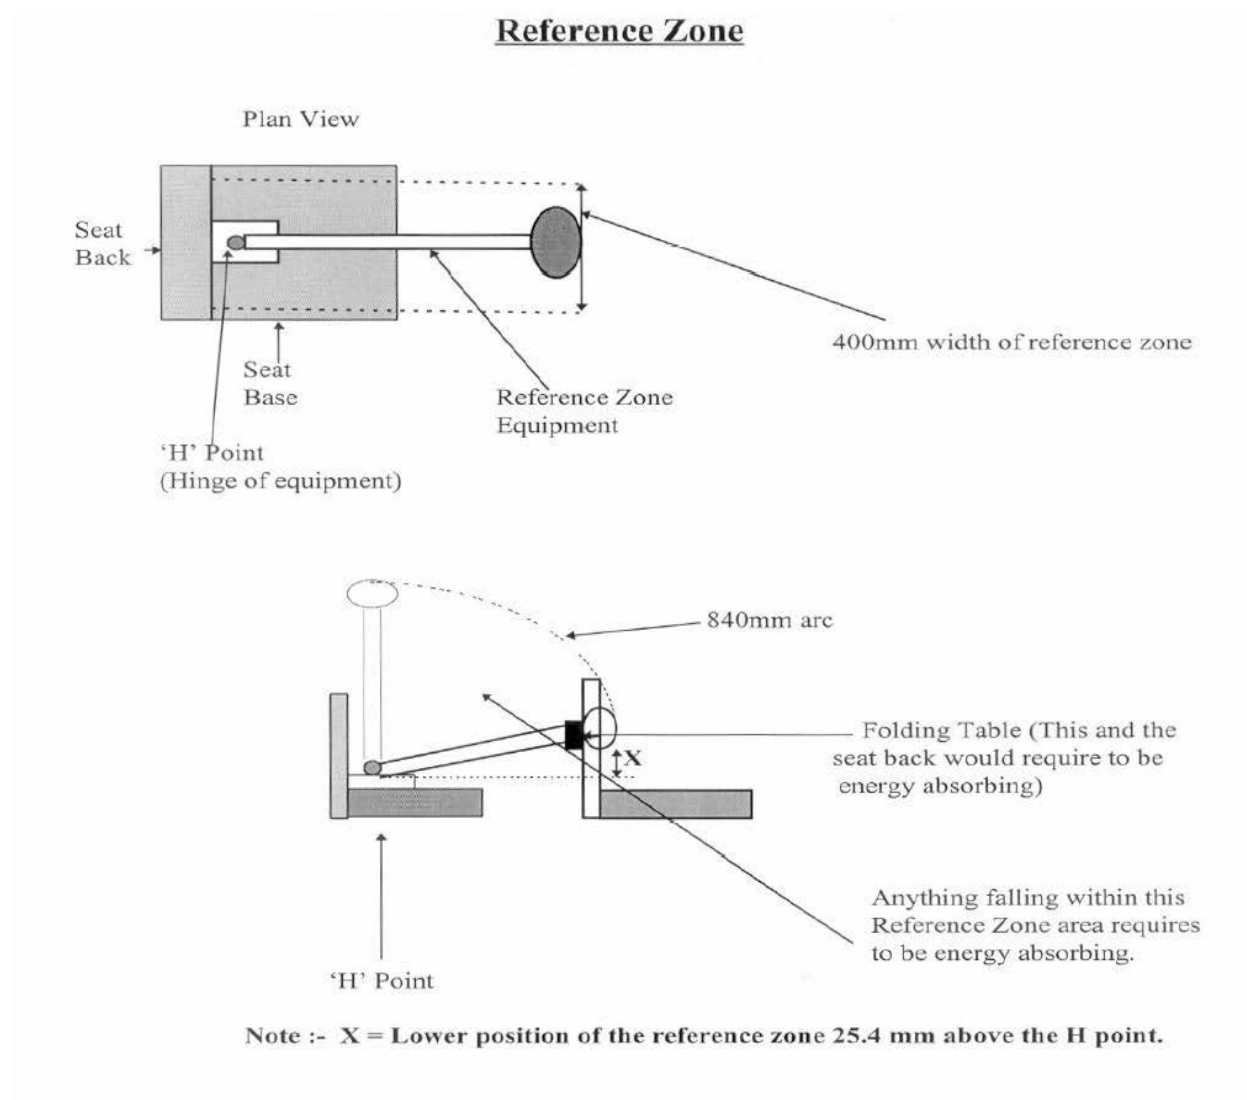 Reference Zone
Plan View
Seat
Back
400mm width of reference zone
Seat
Base
Reference Zone
Equipment
‘H’ Point
(Hinge of equipment)
840mm arc
Folding Table (This and the
seat back would require to be
energy absorbing)
X
Anything falling within this
Reference Zone area requires
to be energy absorbing.
‘H’ Point
Note :- X = Lower position of the reference zone 25.4 mm above the H point.